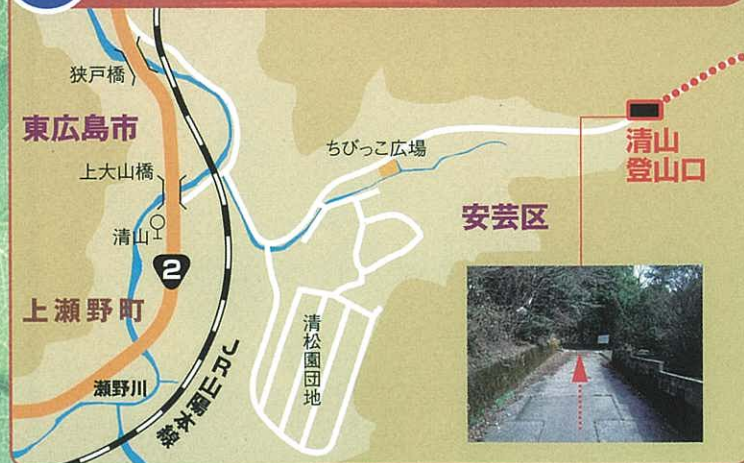 狭戸橋
東広島市
上大山橋
清山
2
上瀬野町
瀬野川
JR山陽本線
清松園団地
ちびっこ広場
安芸区
清山
登山口